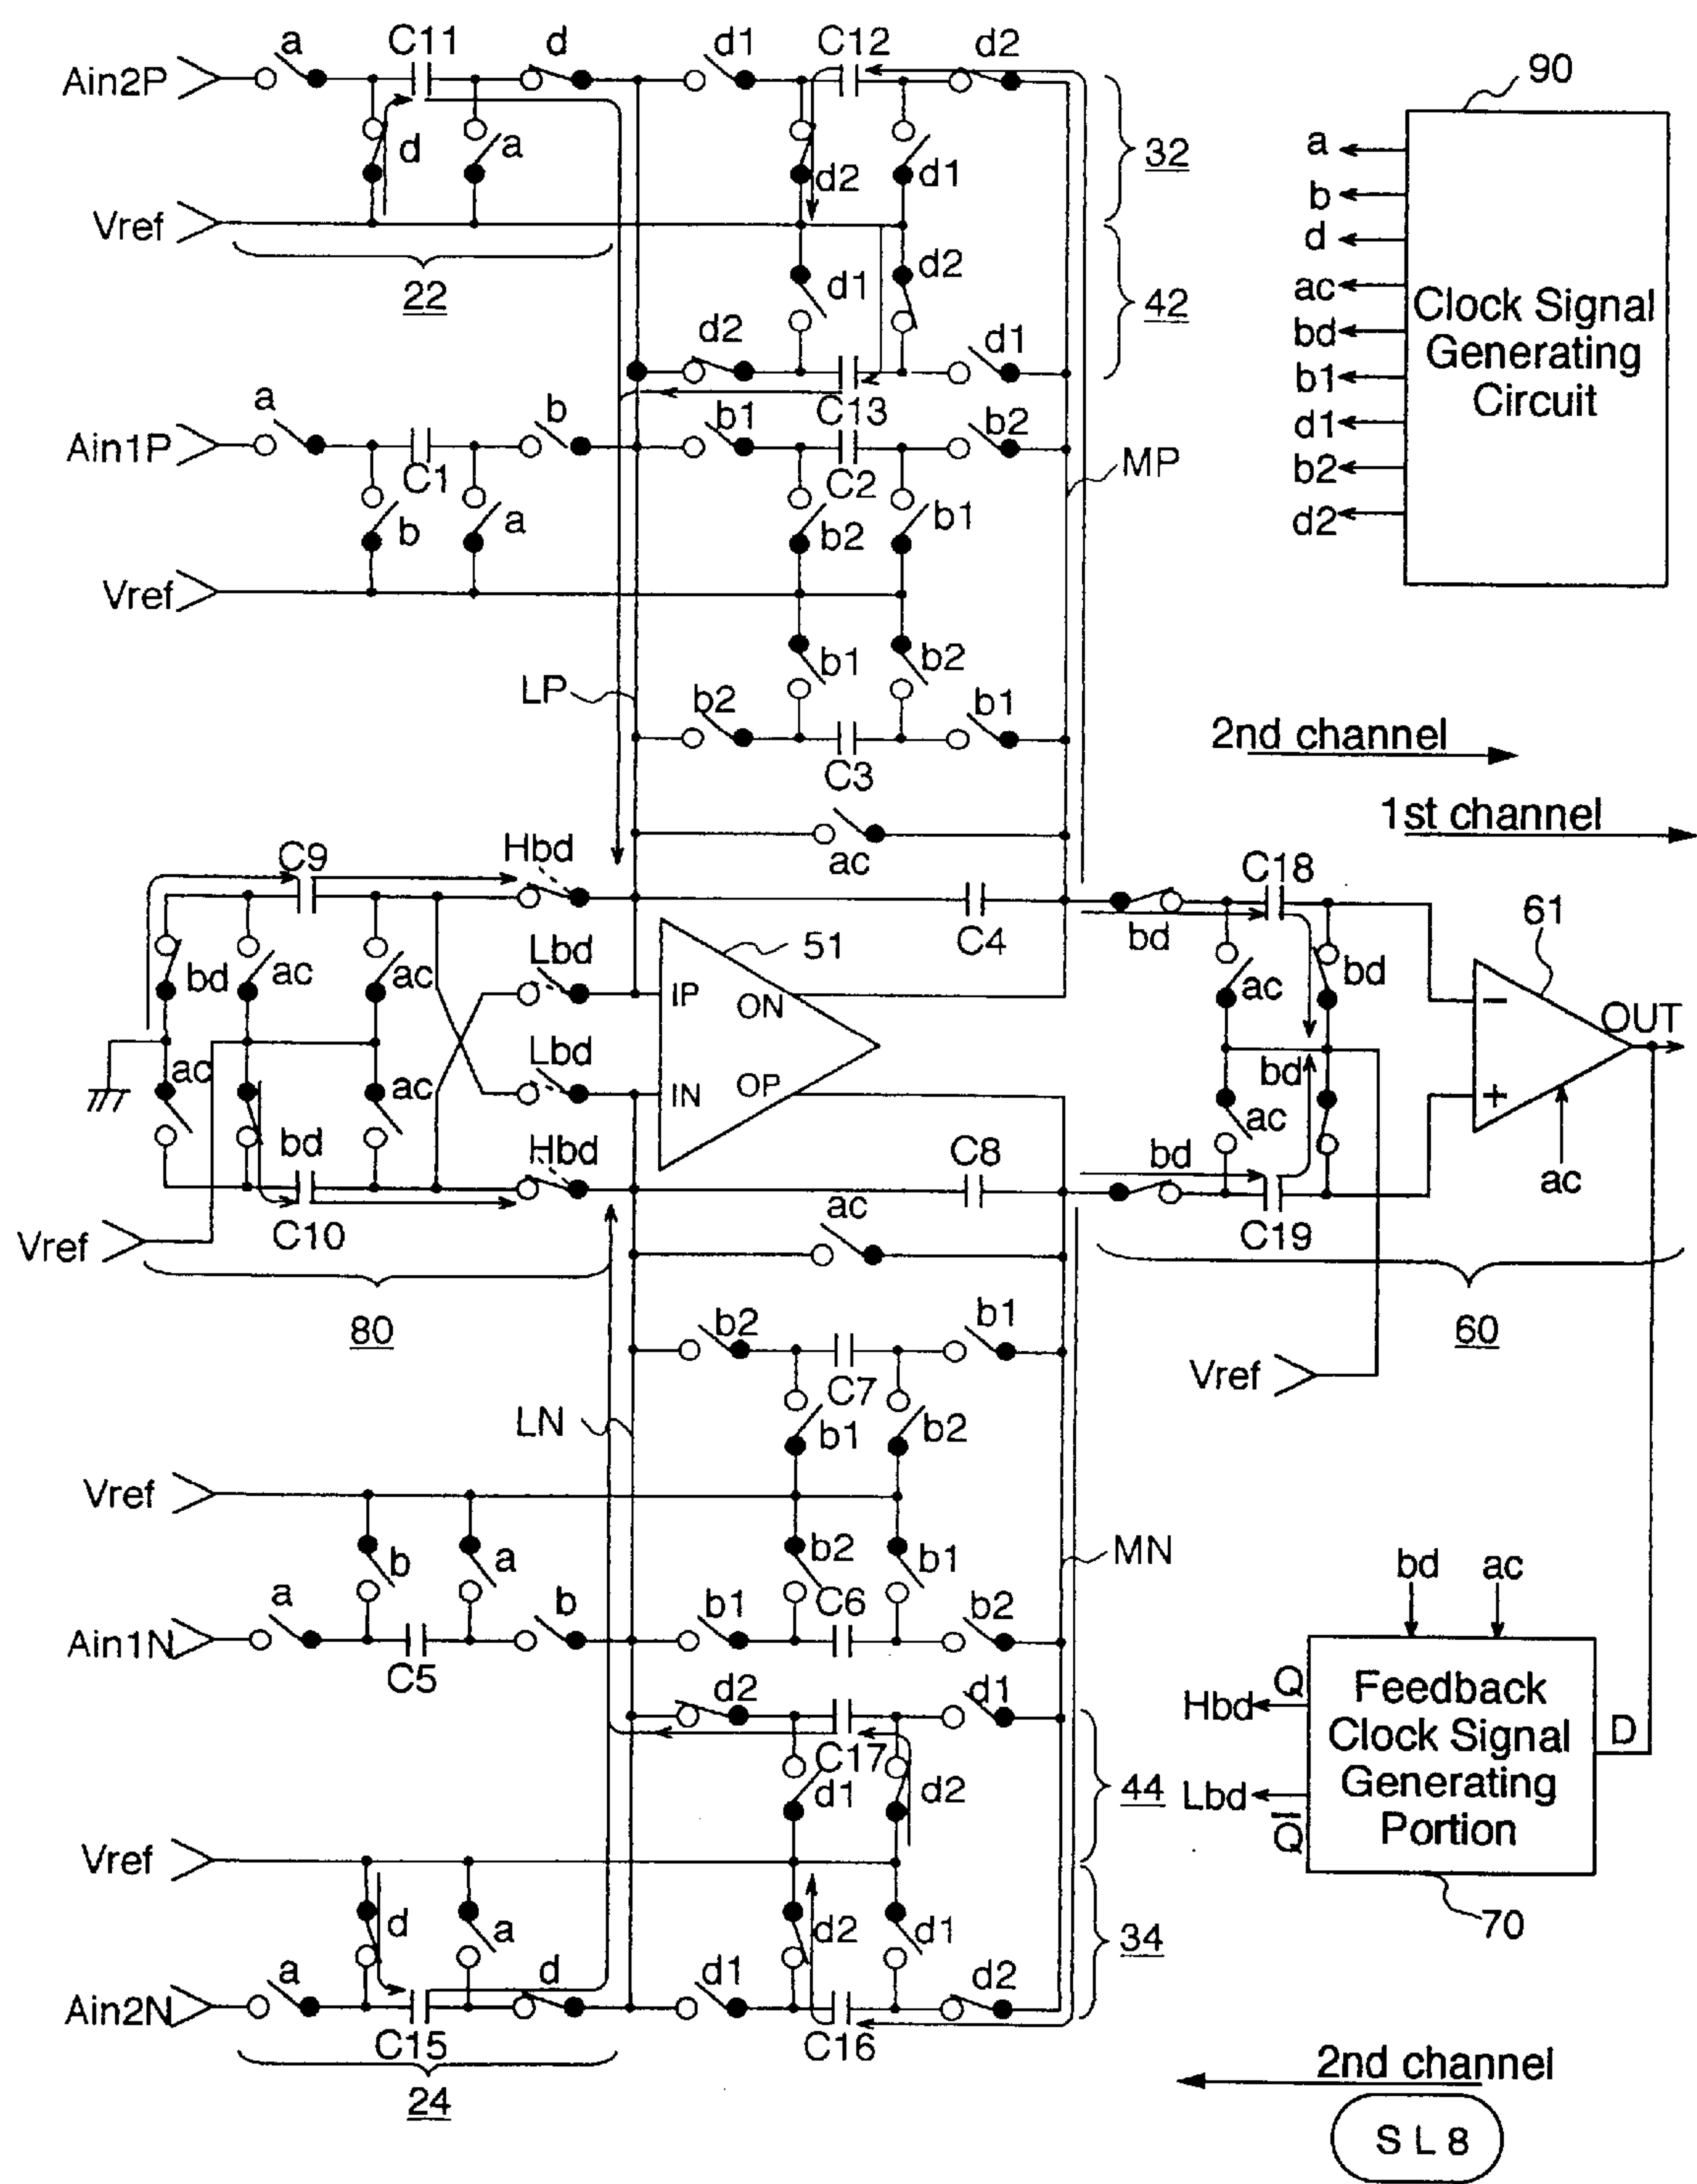 a
C11
d
d1
C12
d2
90
Ain2P
d
a
d2
d1
32
Vref
22
d1
d2
42
a
b
d
ac
bd
b1
d1
b2
d2
Clock Signal
Generating
Circuit
d2
d1
C13
a
b
b1
b2
Ain1P
C1
C2
MP
b
a
b2
b1
Vref
b1
b2
LP
b2
b1
C3
2nd channel
1st channel
ac
C9
Hbd
C18
61
C4
bd
Lbd
51
bd
ac
ac
IP
ON
ac
bd
OUT
−
Lbd
ac
ac
IN
OP
bd
ac
+
bd
Hbd
C8
bd
ac
C10
Vref
ac
C19
80
b2
b1
60
C7
Vref
LN
b1
b2
Vref
b
a
b2
b1
MN
bd
ac
a
b
b1
C6
b2
Ain1N
C5
d2
d1
Q
Hbd
Feedback
Clock Signal
Generating
Portion
D
C17
d1
d2
44
Lbd
Q
Vref
70
d
a
d2
d1
34
a
d
d1
d2
Ain2N
C15
C16
24
2nd channel
SL8